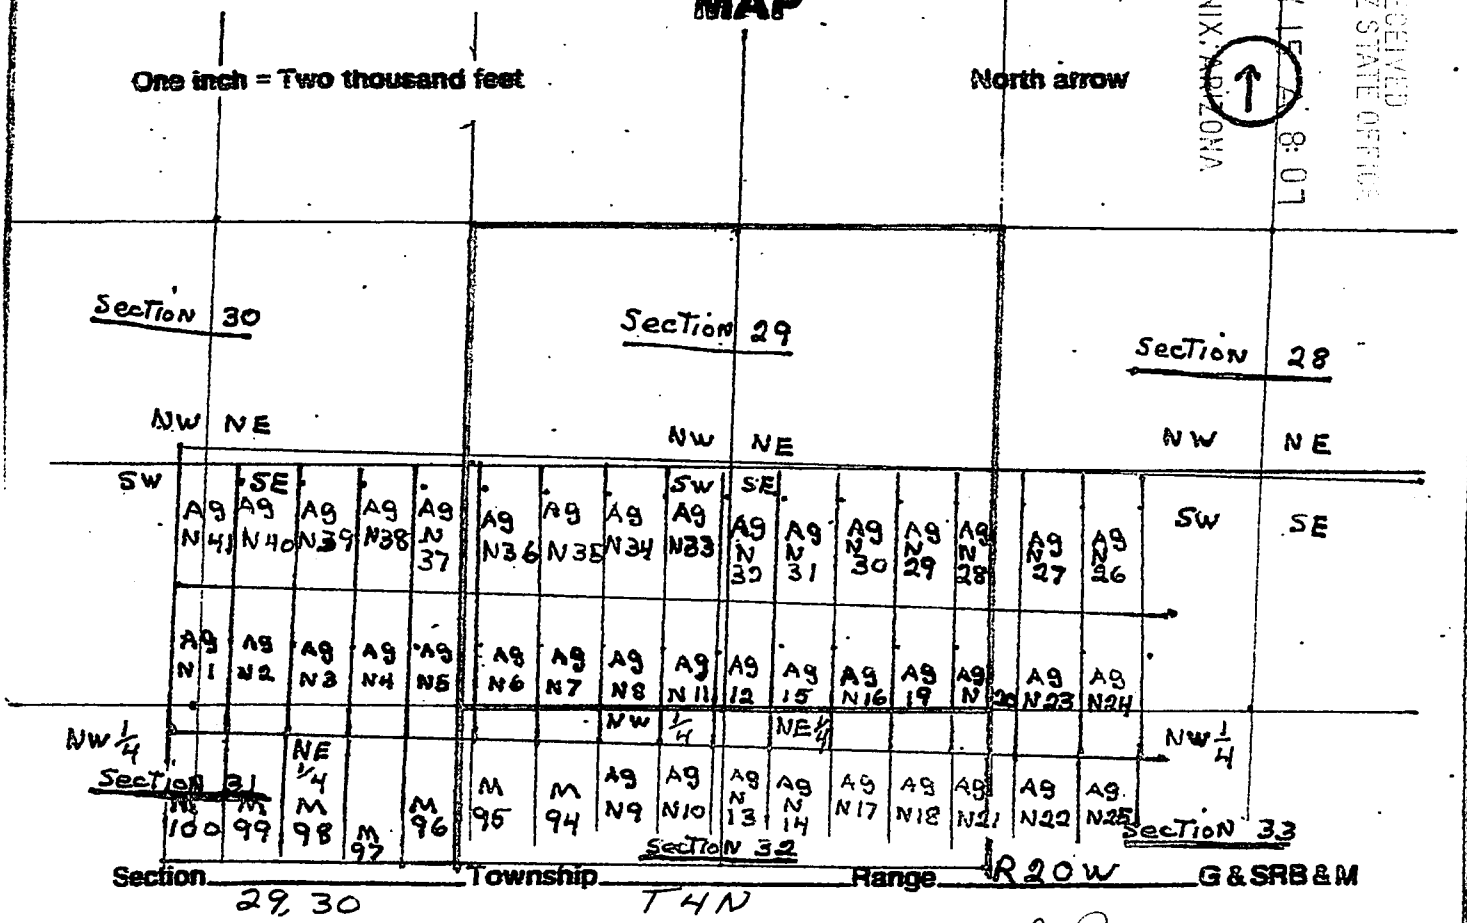 MAP
One inch = Two thousand feet
North arrow
RECEIVED
Z STATE OFFICE
8:07
NIX, ARIZONA
Section 30
Section 29
Section 28
NW NE
NW NE
NW NE
SW SE
SW SE
SW SE
Ag N41 Ag N40 Ag N39 Ag N38 Ag N 37 Ag N36 Ag N35 Ag N34 Ag N33 Ag N 32 Ag N 31 Ag N 30 Ag N 29 Ag N 28 Ag N 27 Ag N 26
Ag N1 Ag N2 Ag N3 Ag N4 Ag N5 Ag N6 Ag N7 Ag N8 Ag N11 Ag 12 Ag 15 Ag N16 Ag 19 Ag N 20 Ag N23 Ag N24
NW 1/4 NE 1/4 NW 1/4 NE 1/4 NW 1/4
Section 31
M 100 M 99 M 98 M 97 M 96 M 95 M 94 Ag N9 Ag N10 Ag N 13 Ag N 14 Ag N17 Ag N18 Ag N21 Ag N22 Ag N25
Section 32
Section 33
Section 29, 30 Township T4N Range R20W G & SRB & M